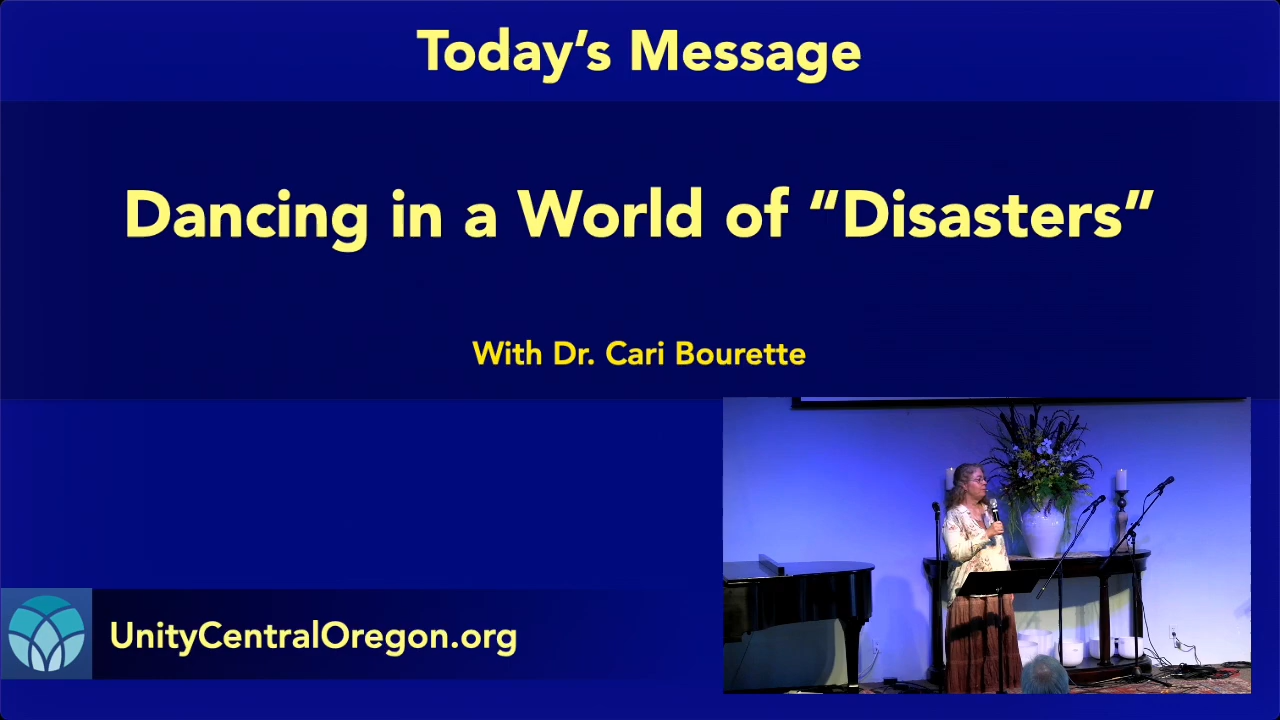 Today’s Message
Dancing in a World of “Disasters”
With Dr. Cari Bourette
UnityCentralOregon.org